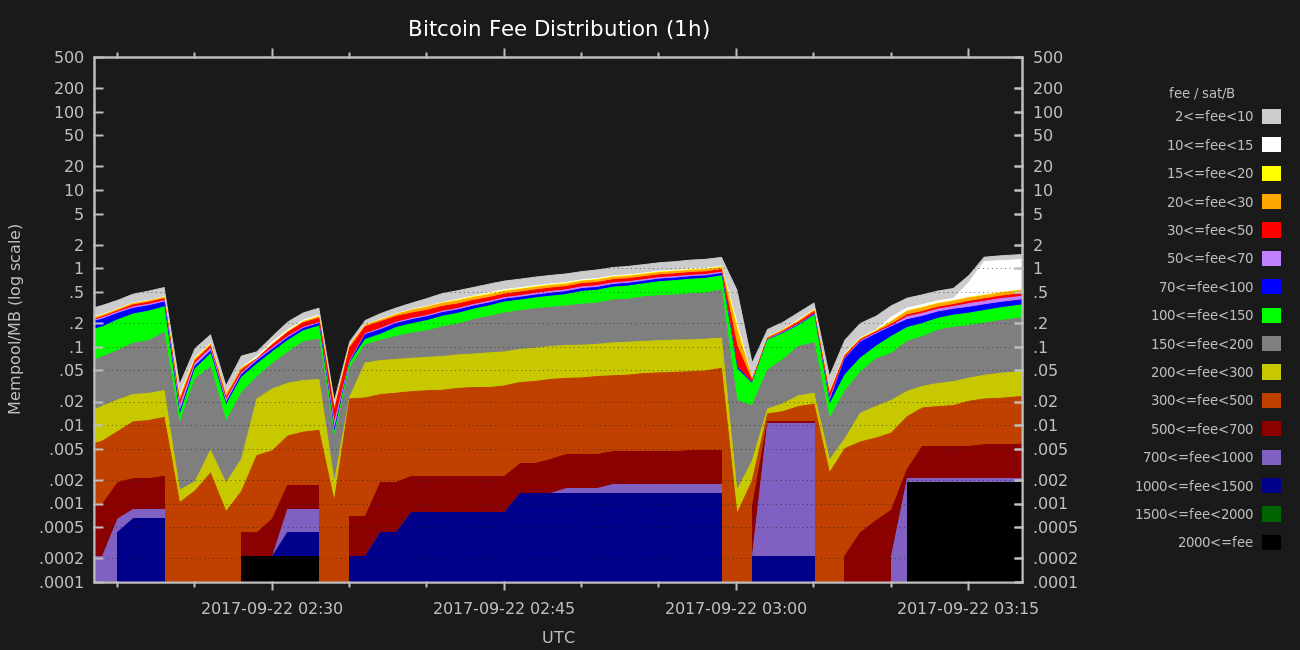 Bitcoin Fee Distribution (1h)
500 500
200 200
100 100
50 50
20 20
10 10
5 5
2 2
1 1
.5 .5
.2 .2
.1 .1
.05 .05
.02 .02
.01 .01
.005 .005
.002 .002
.001 .001
.0005 .0005
.0002 .0002
.0001 .0001
Mempool/MB (log scale)
2017-09-22 02:30 2017-09-22 02:45 2017-09-22 03:00 2017-09-22 03:15
UTC
fee / sat/B
2<=fee<10
10<=fee<15
15<=fee<20
20<=fee<30
30<=fee<50
50<=fee<70
70<=fee<100
100<=fee<150
150<=fee<200
200<=fee<300
300<=fee<500
500<=fee<700
700<=fee<1000
1000<=fee<1500
1500<=fee<2000
2000<=fee